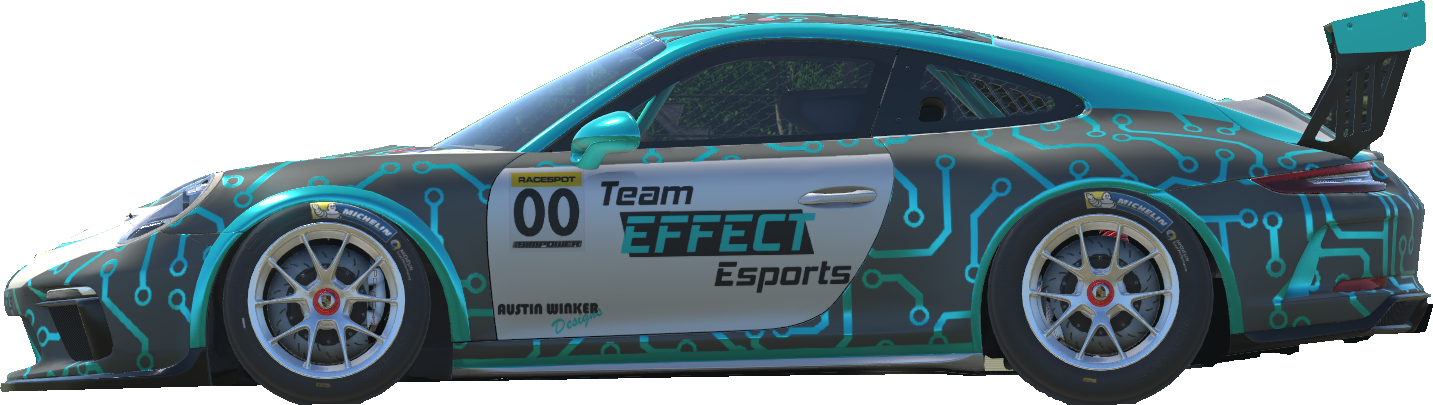 RACESPOT
00
SIMPOWER
Team
EFFECT
Esports
AUSTIN WINKER
Designs
MICHELIN
MICHELIN